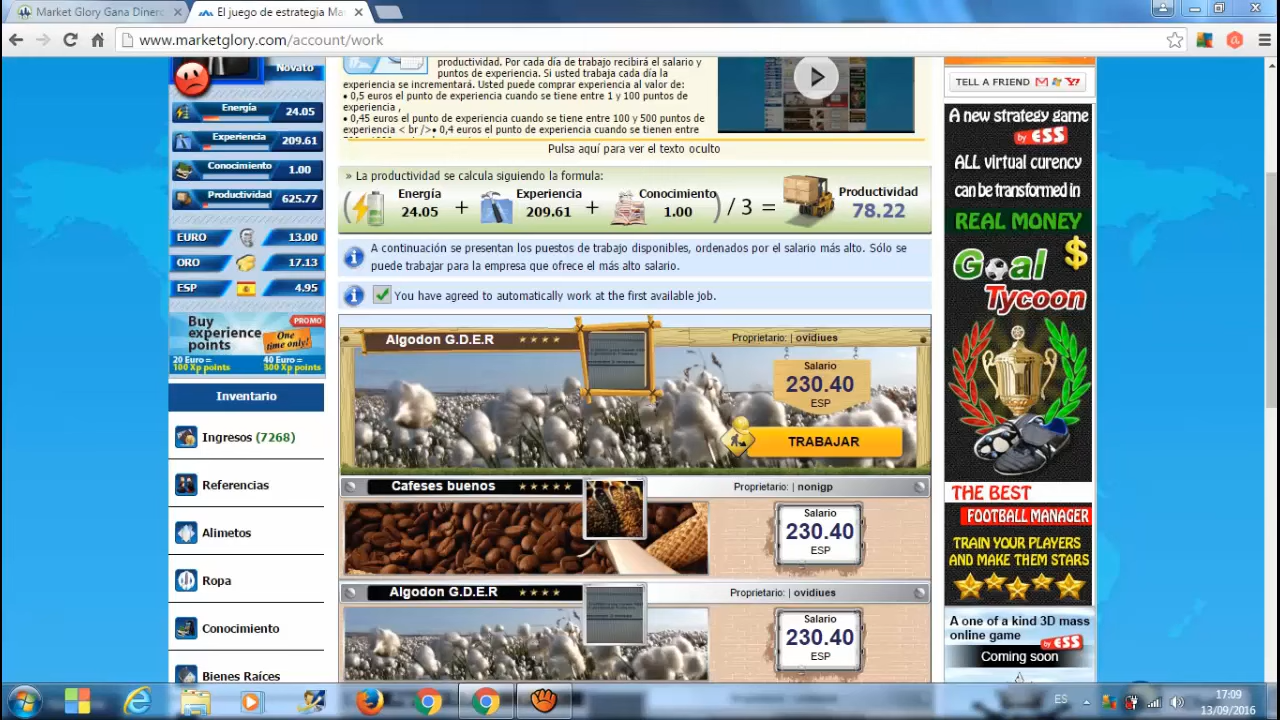 Market Glory Gana Dinero
El juego de estrategia Ma
www.marketglory.com/account/work
Novato
Energía 24.05
Experiencia 209.61
Conocimiento 1.00
Productividad 625.77
EURO 13.00
ORO 17.13
ESP 4.95
Buy experience points
PROMO
One time only!
20 Euro = 100 Xp points
40 Euro = 300 Xp points
Inventario
Ingresos (7268)
Referencias
Alimetos
Ropa
Conocimiento
Bienes Raíces
productividad. Por cada día de trabajo recibirá el salario y
puntos de experiencia. Si usted trabaja cada día la
experiencia se incrementará. Usted puede comprar experiencia al valor de:
• 0,5 euros el punto de experiencia cuando se tiene entre 1 y 100 puntos de
experiencia ,
• 0,45 euros el punto de experiencia cuando se tiene entre 100 y 500 puntos de
experiencia < br />• 0,4 euros el punto de experiencia cuando se tienen entre
Pulsa aquí para ver el texto oculto
» La productividad se calcula siguiendo la formula:
( Energía 24.05 + Experiencia 209.61 + Conocimiento 1.00 ) / 3 = Productividad 78.22
A continuación se presentan los puestos de trabajo disponibles, ordenados por el salario más alto. Sólo se
puede trabajar para la empresa que ofrece el más alto salario.
You have agreed to automatically work at the first available job.
Algodon G.D.E.R
Proprietario: | ovidiues
Salario
230.40
ESP
TRABAJAR
Cafeses buenos
Proprietario: | nonigp
Salario
230.40
ESP
Algodon G.D.E.R
Proprietario: | ovidiues
Salario
230.40
ESP
TELL A FRIEND
A new strategy game
by ESS
ALL virtual curency
can be transformed in
REAL MONEY
Goal $
Tycoon
THE BEST
FOOTBALL MANAGER
TRAIN YOUR PLAYERS
AND MAKE THEM STARS
A one of a kind 3D mass
online game
by ESS
Coming soon
ES
17:09
13/09/2016